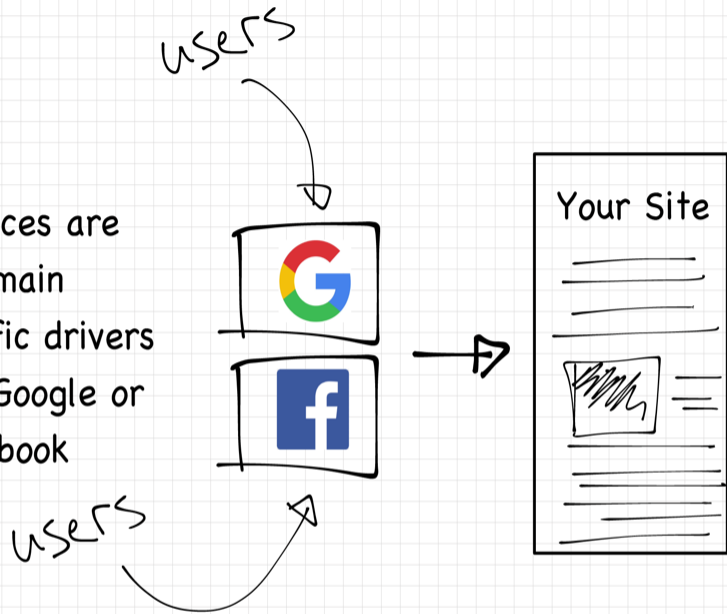 users
ces are
main
fic drivers
Google or
book
users
Your Site